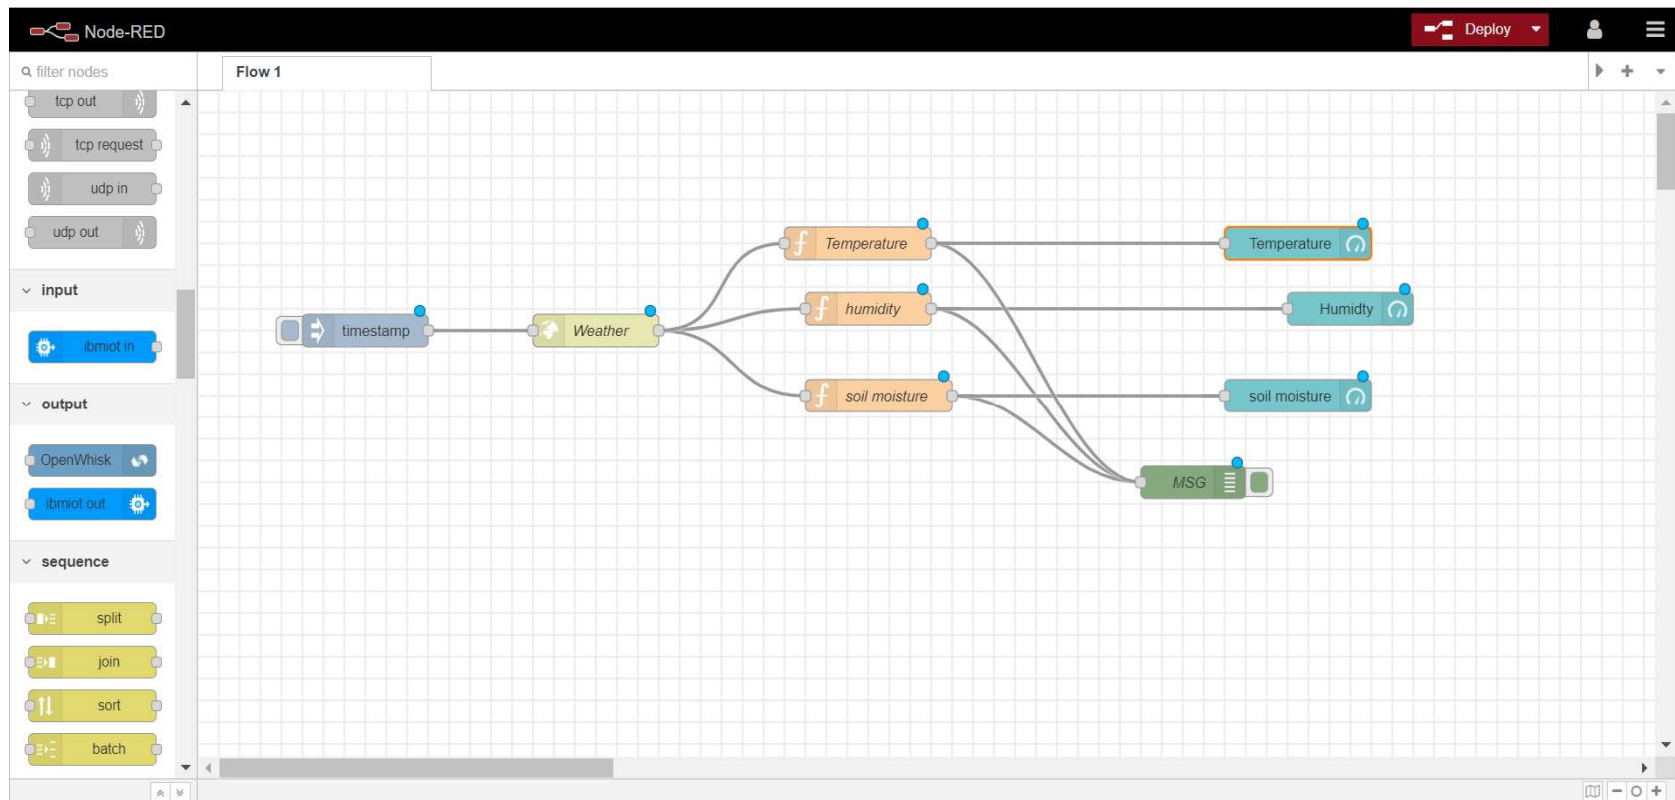 Node-RED
Deploy
filter nodes
Flow 1
tcp out
tcp request
udp in
udp out
input
ibmiot in
output
OpenWhisk
ibmiot out
sequence
split
join
sort
batch
timestamp
Weather
Temperature
humidity
soil moisture
Temperature
Humidty
soil moisture
MSG